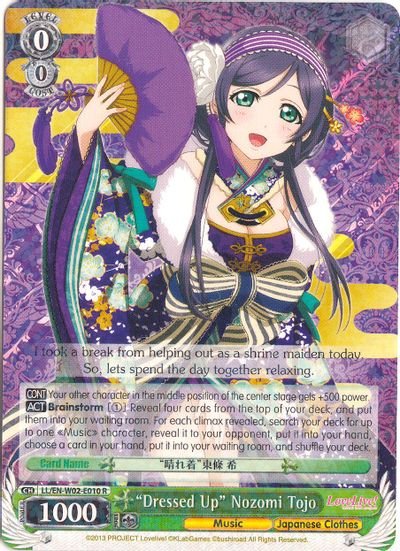 LEVEL
0
0
COST
I took a break from helping out as a shrine maiden today.
So, lets spend the day together relaxing.
CONT Your other character in the middle position of the center stage gets +500 power.
ACT Brainstorm [①] Reveal four cards from the top of your deck, and put
them into your waiting room. For each climax revealed, search your deck for up
to one «Music» character, reveal it to your opponent, put it into your hand,
choose a card in your hand, put it into your waiting room, and shuffle your deck.
Card Name
"晴れ着"東條 希
CH LL/EN-W02-E010 R
"Dressed Up" Nozomi Tojo
LoveLive!
POWER
1000
Music
Japanese Clothes
©2013 PROJECT Lovelive! ©KLabGames ©bushiroad All Rights Reserved.